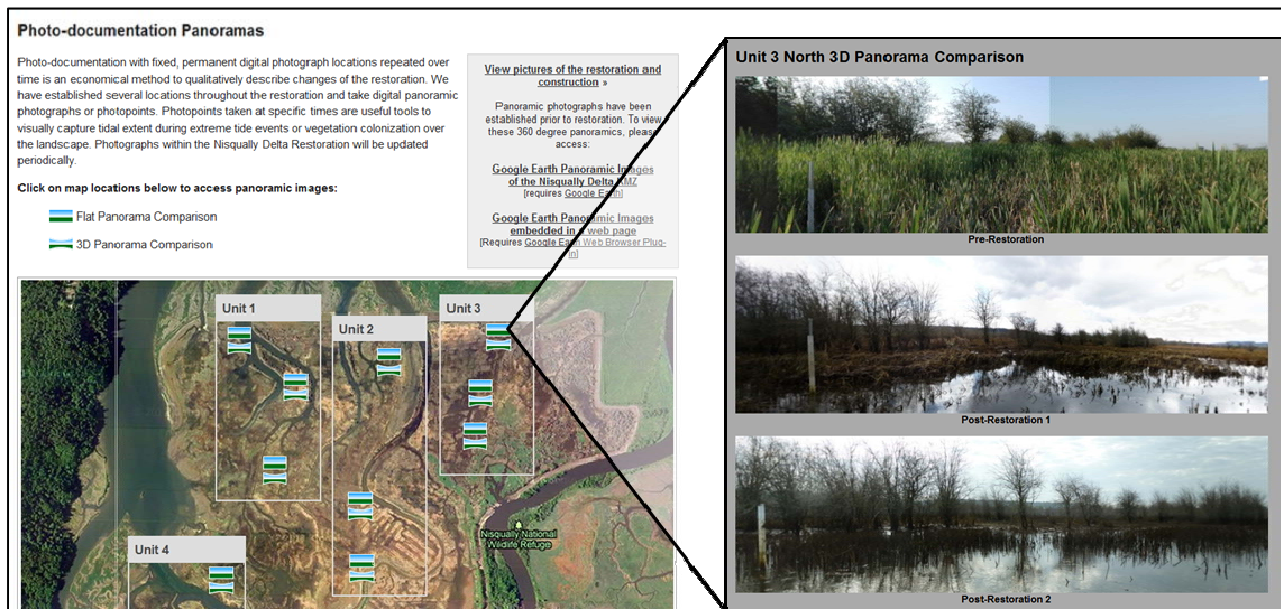 Photo-documentation Panoramas
Photo-documentation with fixed, permanent digital photograph locations repeated over
time is an economical method to qualitatively describe changes of the restoration. We
have established several locations throughout the restoration and take digital panoramic
photographs or photopoints. Photopoints taken at specific times are useful tools to
visually capture tidal extent during extreme tide events or vegetation colonization over
the landscape. Photographs within the Nisqually Delta Restoration will be updated
periodically.
Click on map locations below to access panoramic images:
Flat Panorama Comparison
3D Panorama Comparison
View pictures of the restoration and
construction »
Panoramic photographs have been
established prior to restoration. To view
these 360 degree panoramics, please
access:
Google Earth Panoramic Images
of the Nisqually Delta KMZ
[requires Google Earth]
Google Earth Panoramic Images
embedded in a web page
[Requires Google Earth Web Browser Plug-
in]
Unit 1
Unit 2
Unit 3
Unit 4
Nisqually National
Wildlife Refuge
Unit 3 North 3D Panorama Comparison
Pre-Restoration
Post-Restoration 1
Post-Restoration 2